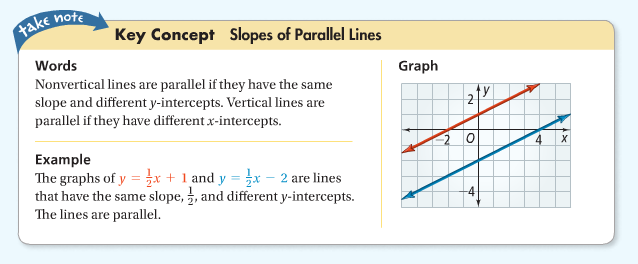 take note
Key Concept Slopes of Parallel Lines
Words
Nonvertical lines are parallel if they have the same
slope and different y-intercepts. Vertical lines are
parallel if they have different x-intercepts.
Example
The graphs of y = 1/2x + 1 and y = 1/2x − 2 are lines
that have the same slope, 1/2, and different y-intercepts.
The lines are parallel.
Graph
y
2
−2 O 4 x
−4